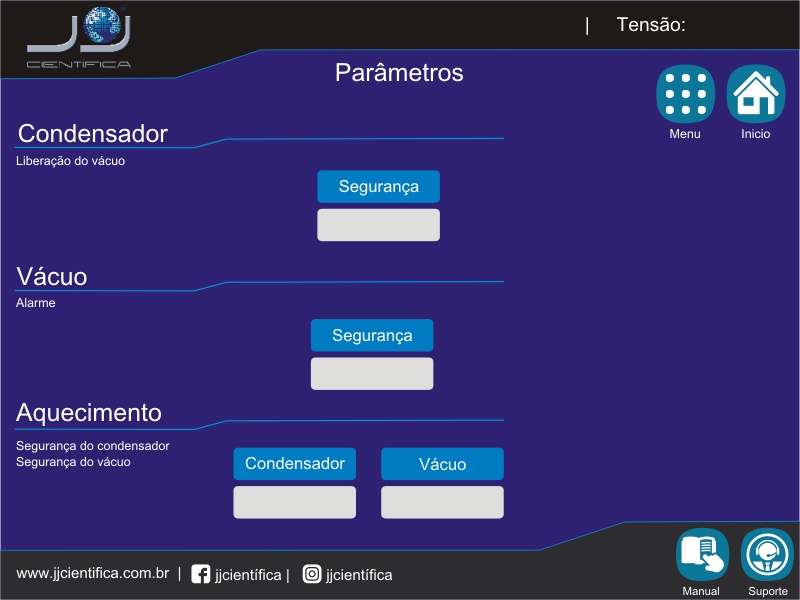 JJ
CIENTIFICA
| Tensão:
Parâmetros
Menu
Inicio
Condensador
Liberação do vácuo
Segurança
Vácuo
Alarme
Segurança
Aquecimento
Segurança do condensador
Segurança do vácuo
Condensador
Vácuo
www.jjcientifica.com.br | jjcientífica | jjcientífica
Manual
Suporte